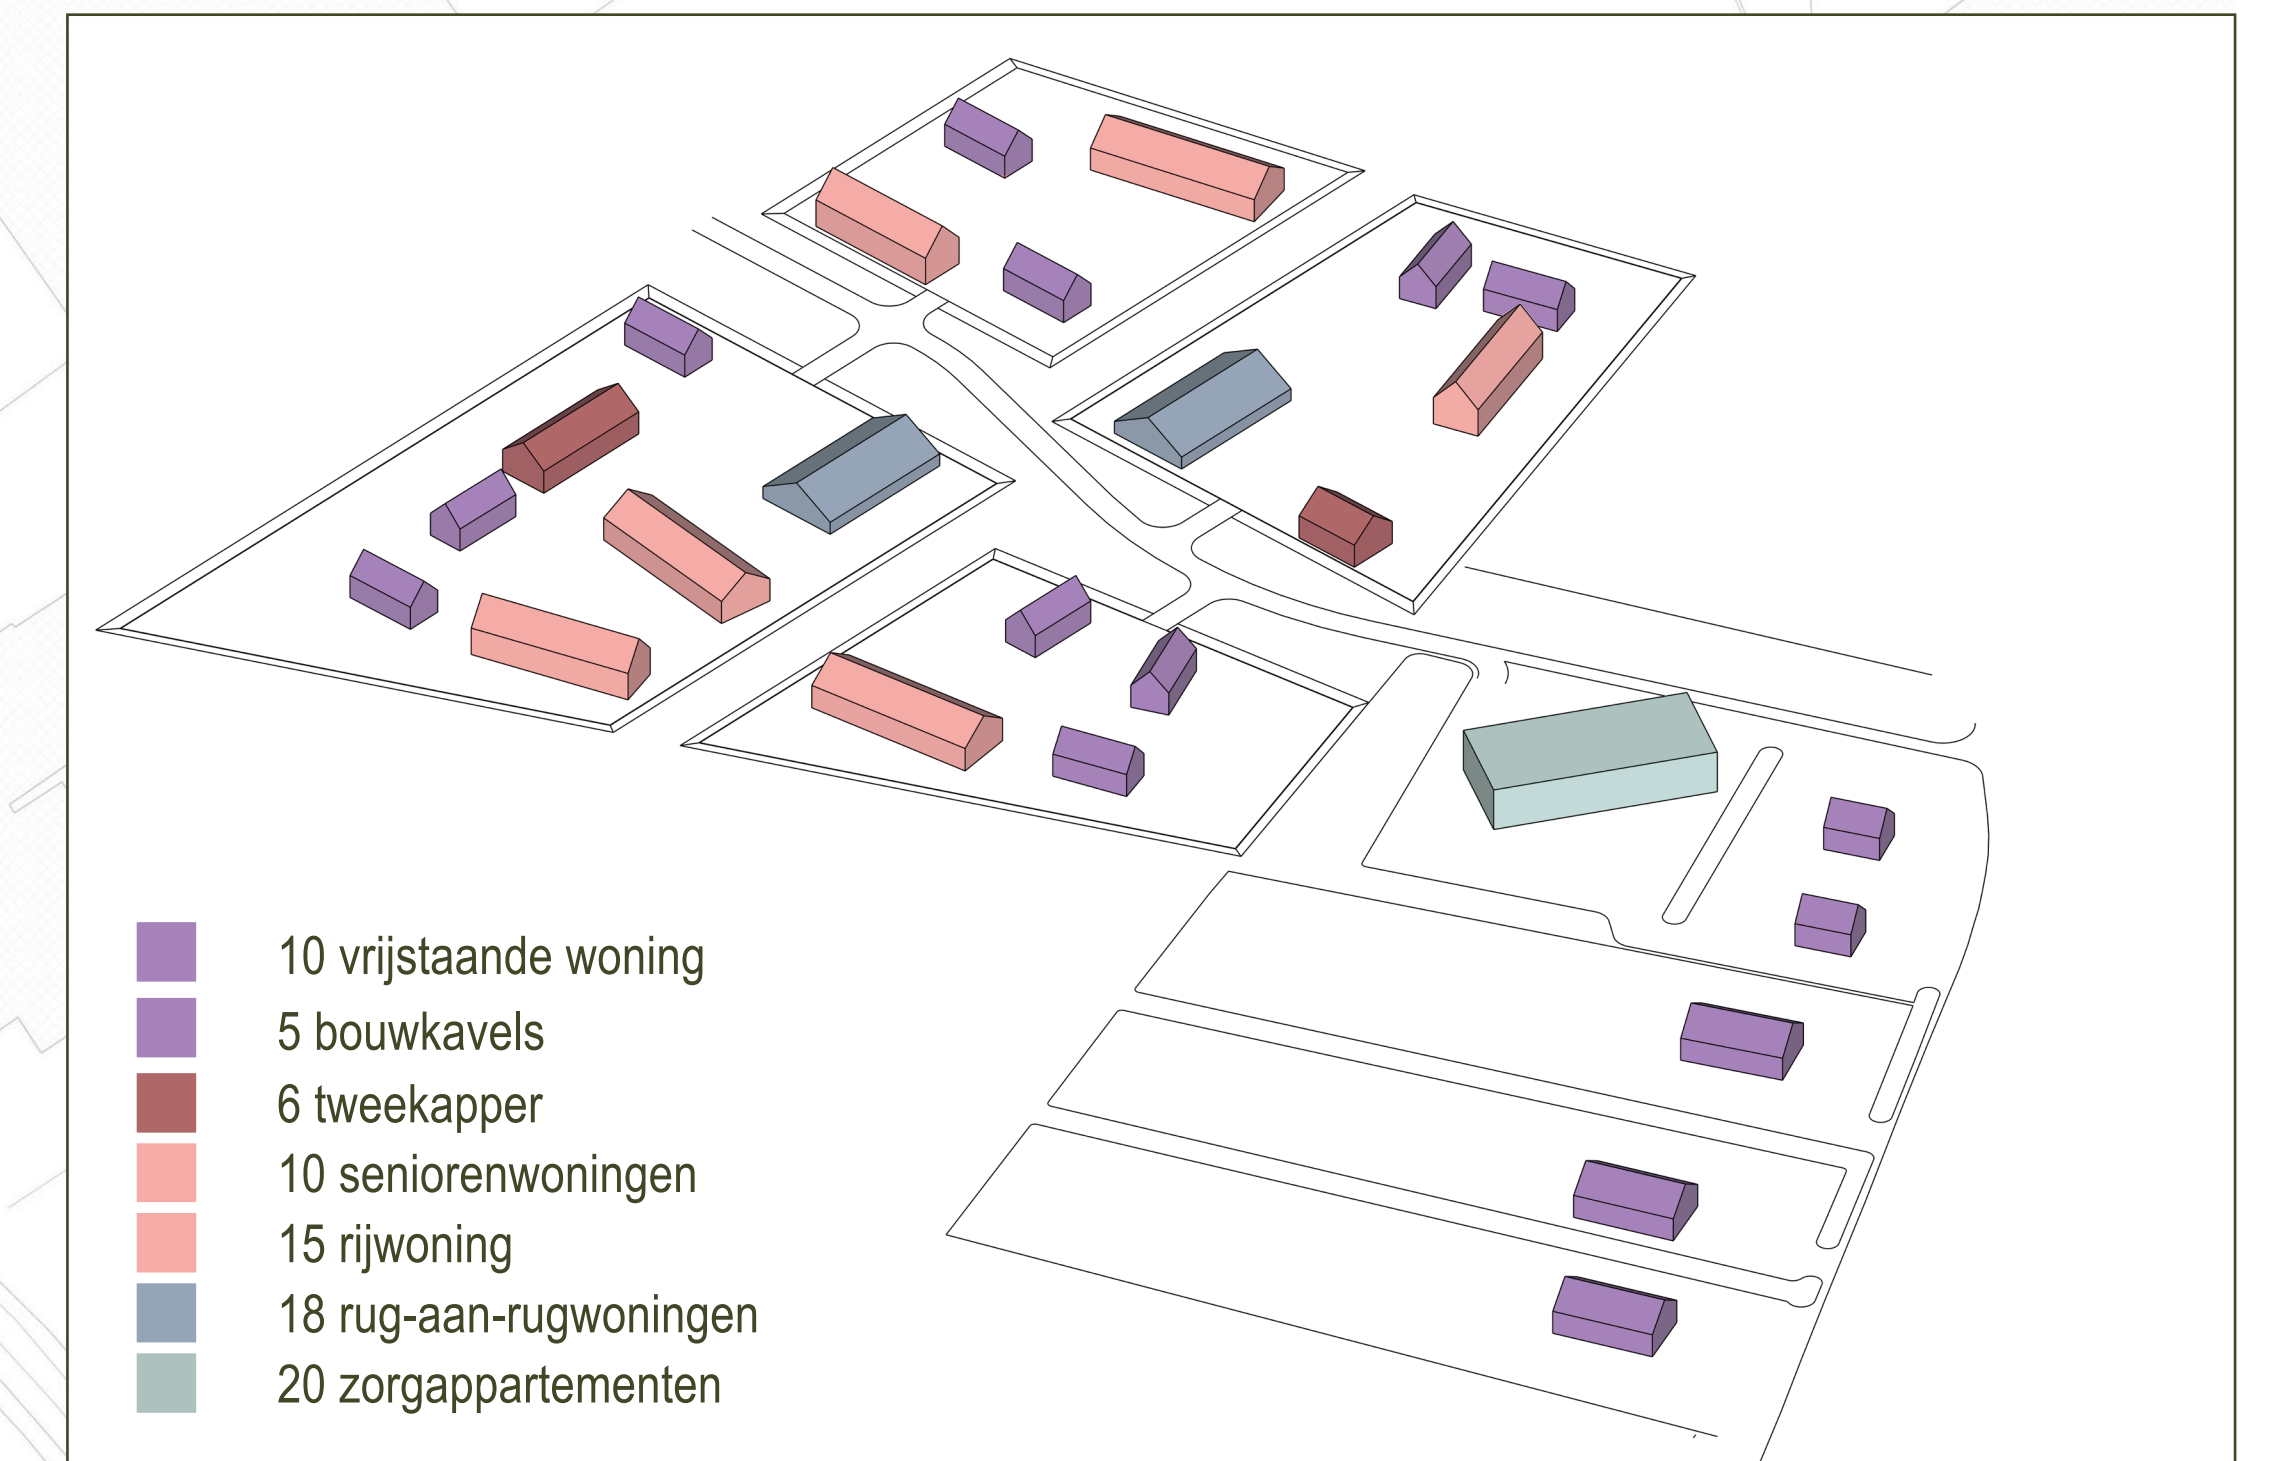 10 vrijstaande woning
5 bouwkavels
6 tweekapper
10 seniorenwoningen
15 rijwoning
18 rug-aan-rugwoningen
20 zorgappartementen